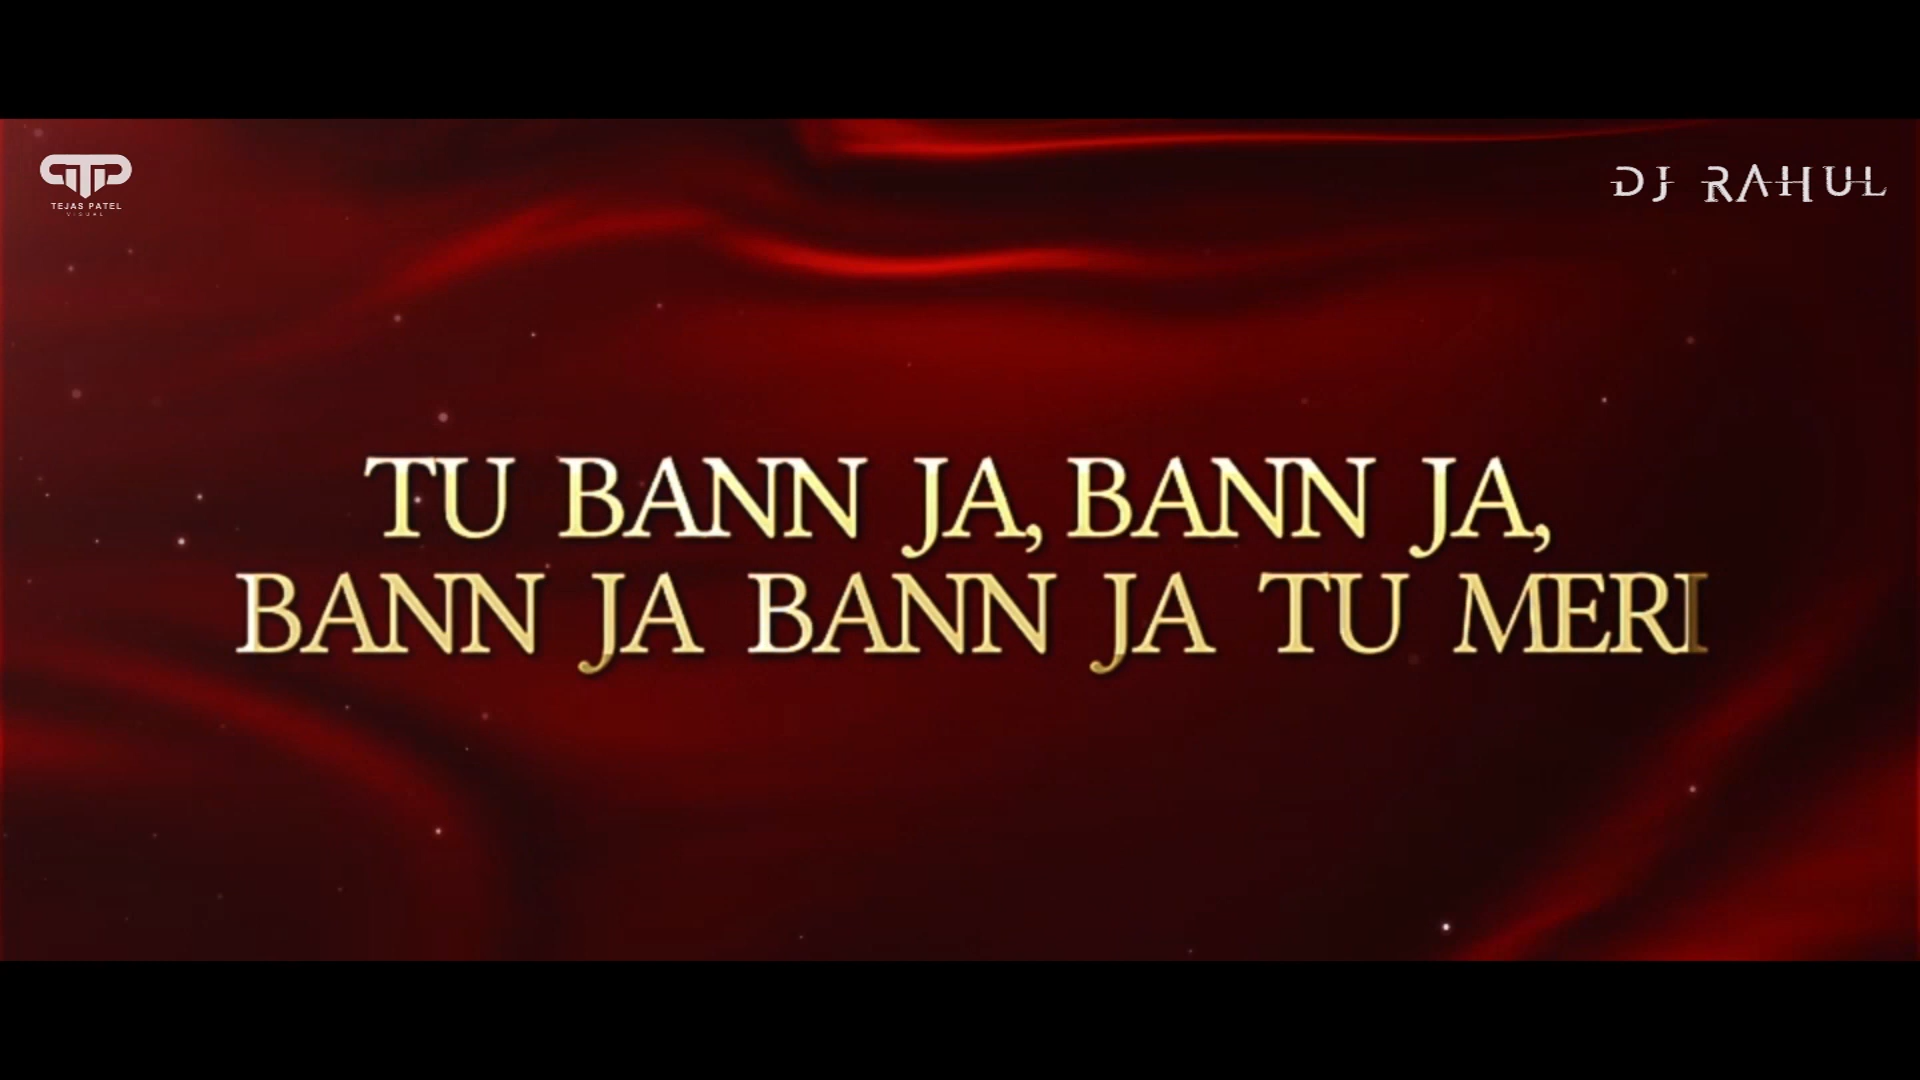 TEJAS PATEL
VISUAL
DJ RAHUL
TU BANN JA, BANN JA,
BANN JA BANN JA TU MERI